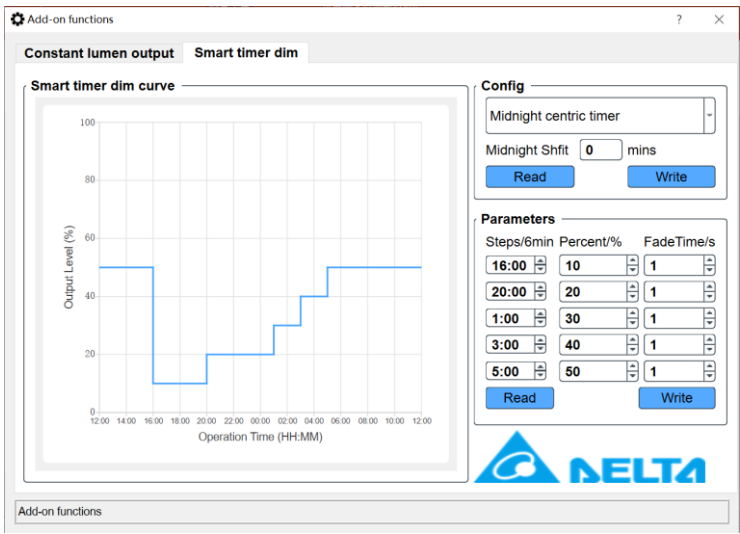 Add-on functions ? ×
Constant lumen output Smart timer dim
Smart timer dim curve
100
80
60
40
20
0
Output Level (%)
12:00 14:00 16:00 18:00 20:00 22:00 00:00 02:00 04:00 06:00 08:00 10:00 12:00
Operation Time (HH:MM)
Config
Midnight centric timer
Midnight Shfit 0 mins
Read Write
Parameters
Steps/6min Percent/% FadeTime/s
16:00 10 1
20:00 20 1
1:00 30 1
3:00 40 1
5:00 50 1
Read Write
DELTA
Add-on functions